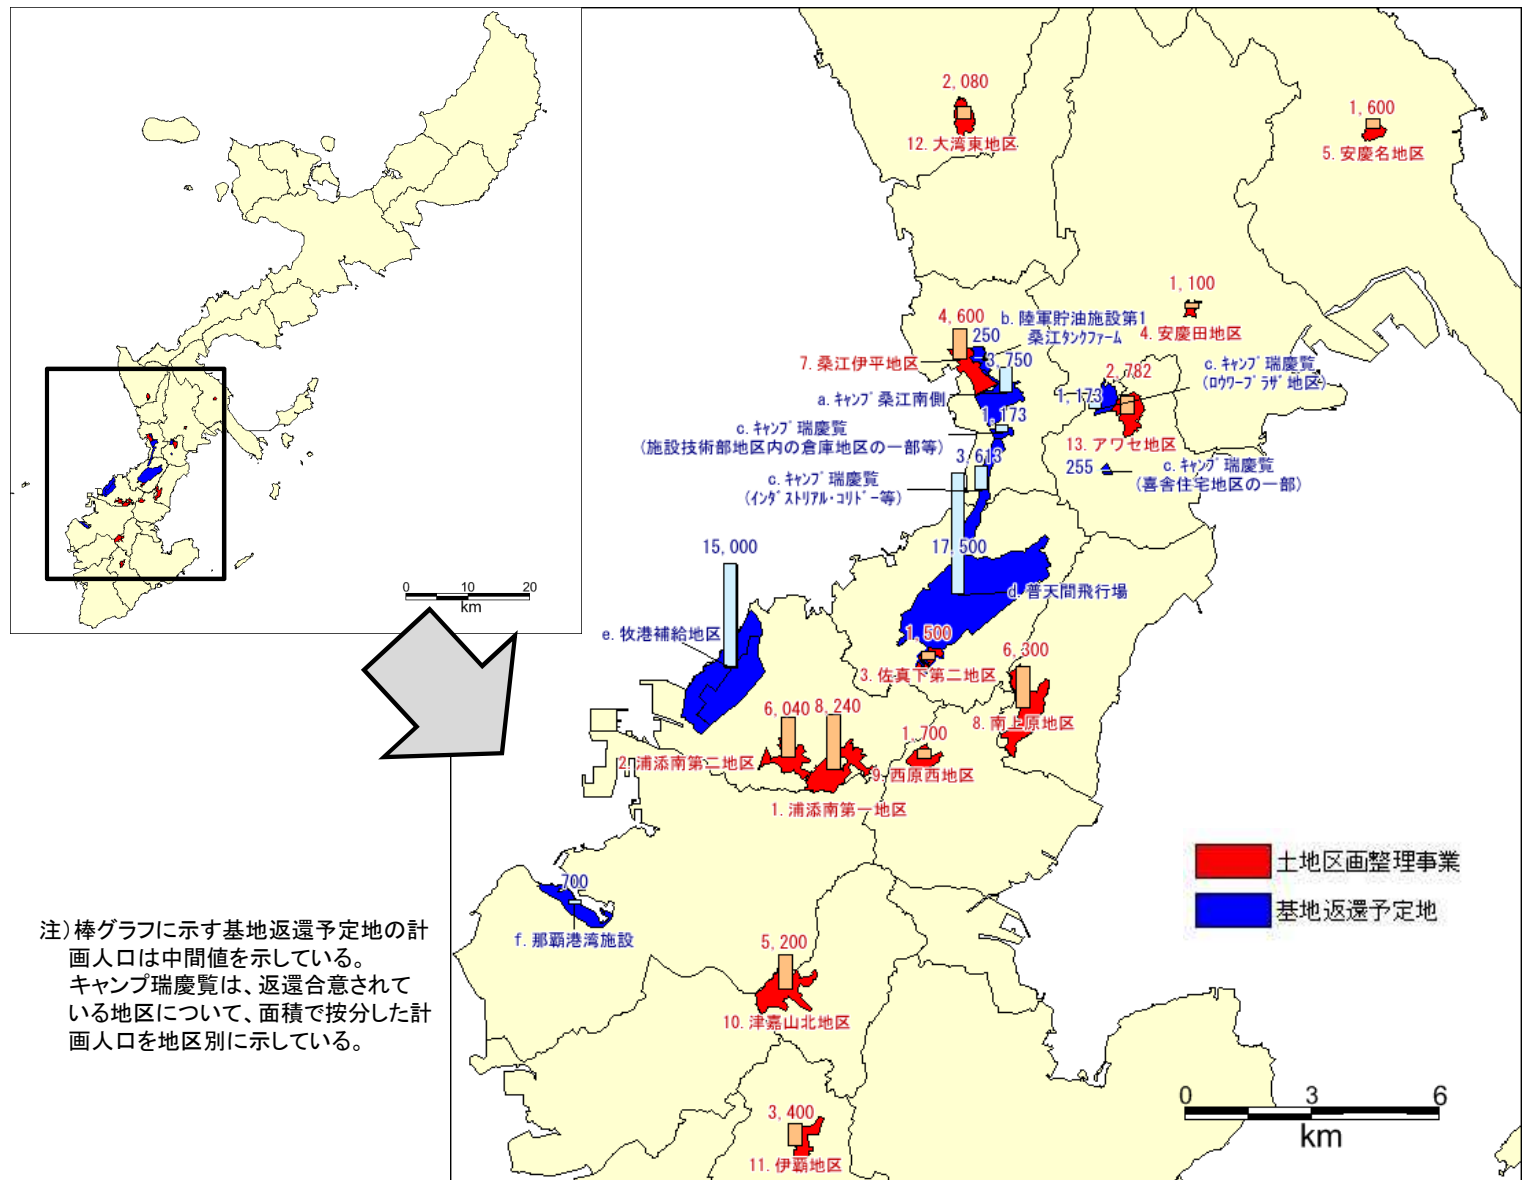 0 10 20
km
2,080
12.大湾東地区
1,600
5.安慶名地区
1,100
4.安慶田地区
4,600
250
b.陸軍貯油施設第1
桑江タンクファーム
7.桑江伊平地区
3,750
a.キャンプ桑江南側
2,782
c.キャンプ瑞慶覧
(ロウワープラザ地区)
1,173
13.アワセ地区
1,173
c.キャンプ瑞慶覧
(施設技術部地区内の倉庫地区の一部等)
255
c.キャンプ瑞慶覧
(喜舎住宅地区の一部)
3,613
c.キャンプ瑞慶覧
(インダストリアル・コリドー等)
17,500
d.普天間飛行場
15,000
e.牧港補給地区
1,500
3.佐真下第二地区
6,300
8.南上原地区
6,040
2.浦添南第二地区
8,240
1.浦添南第一地区
1,700
9.西原西地区
700
f.那覇港湾施設
5,200
10.津嘉山北地区
3,400
11.伊覇地区
土地区画整理事業
基地返還予定地
0 3 6
km
注)棒グラフに示す基地返還予定地の計
画人口は中間値を示している。
キャンプ瑞慶覧は、返還合意されて
いる地区について、面積で按分した計
画人口を地区別に示している。